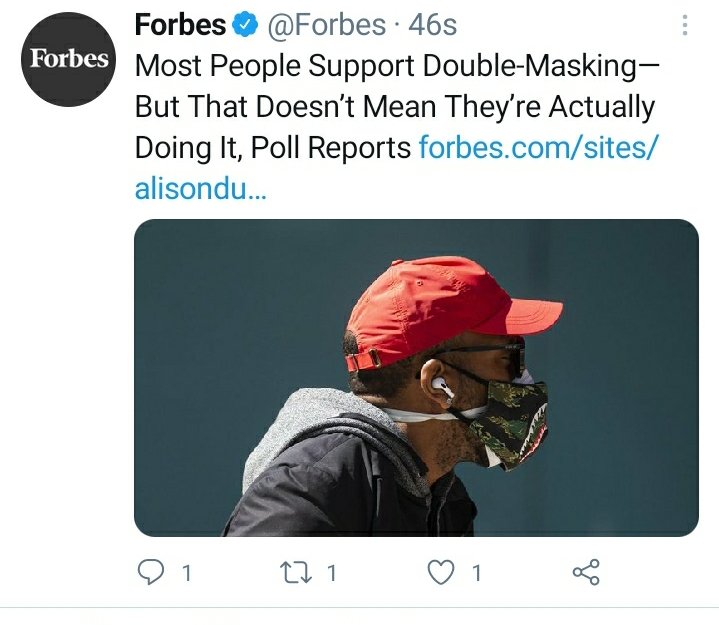 Forbes
Forbes @Forbes · 46s
Most People Support Double-Masking—
But That Doesn't Mean They're Actually
Doing It, Poll Reports forbes.com/sites/
alisondu...
1 1 1